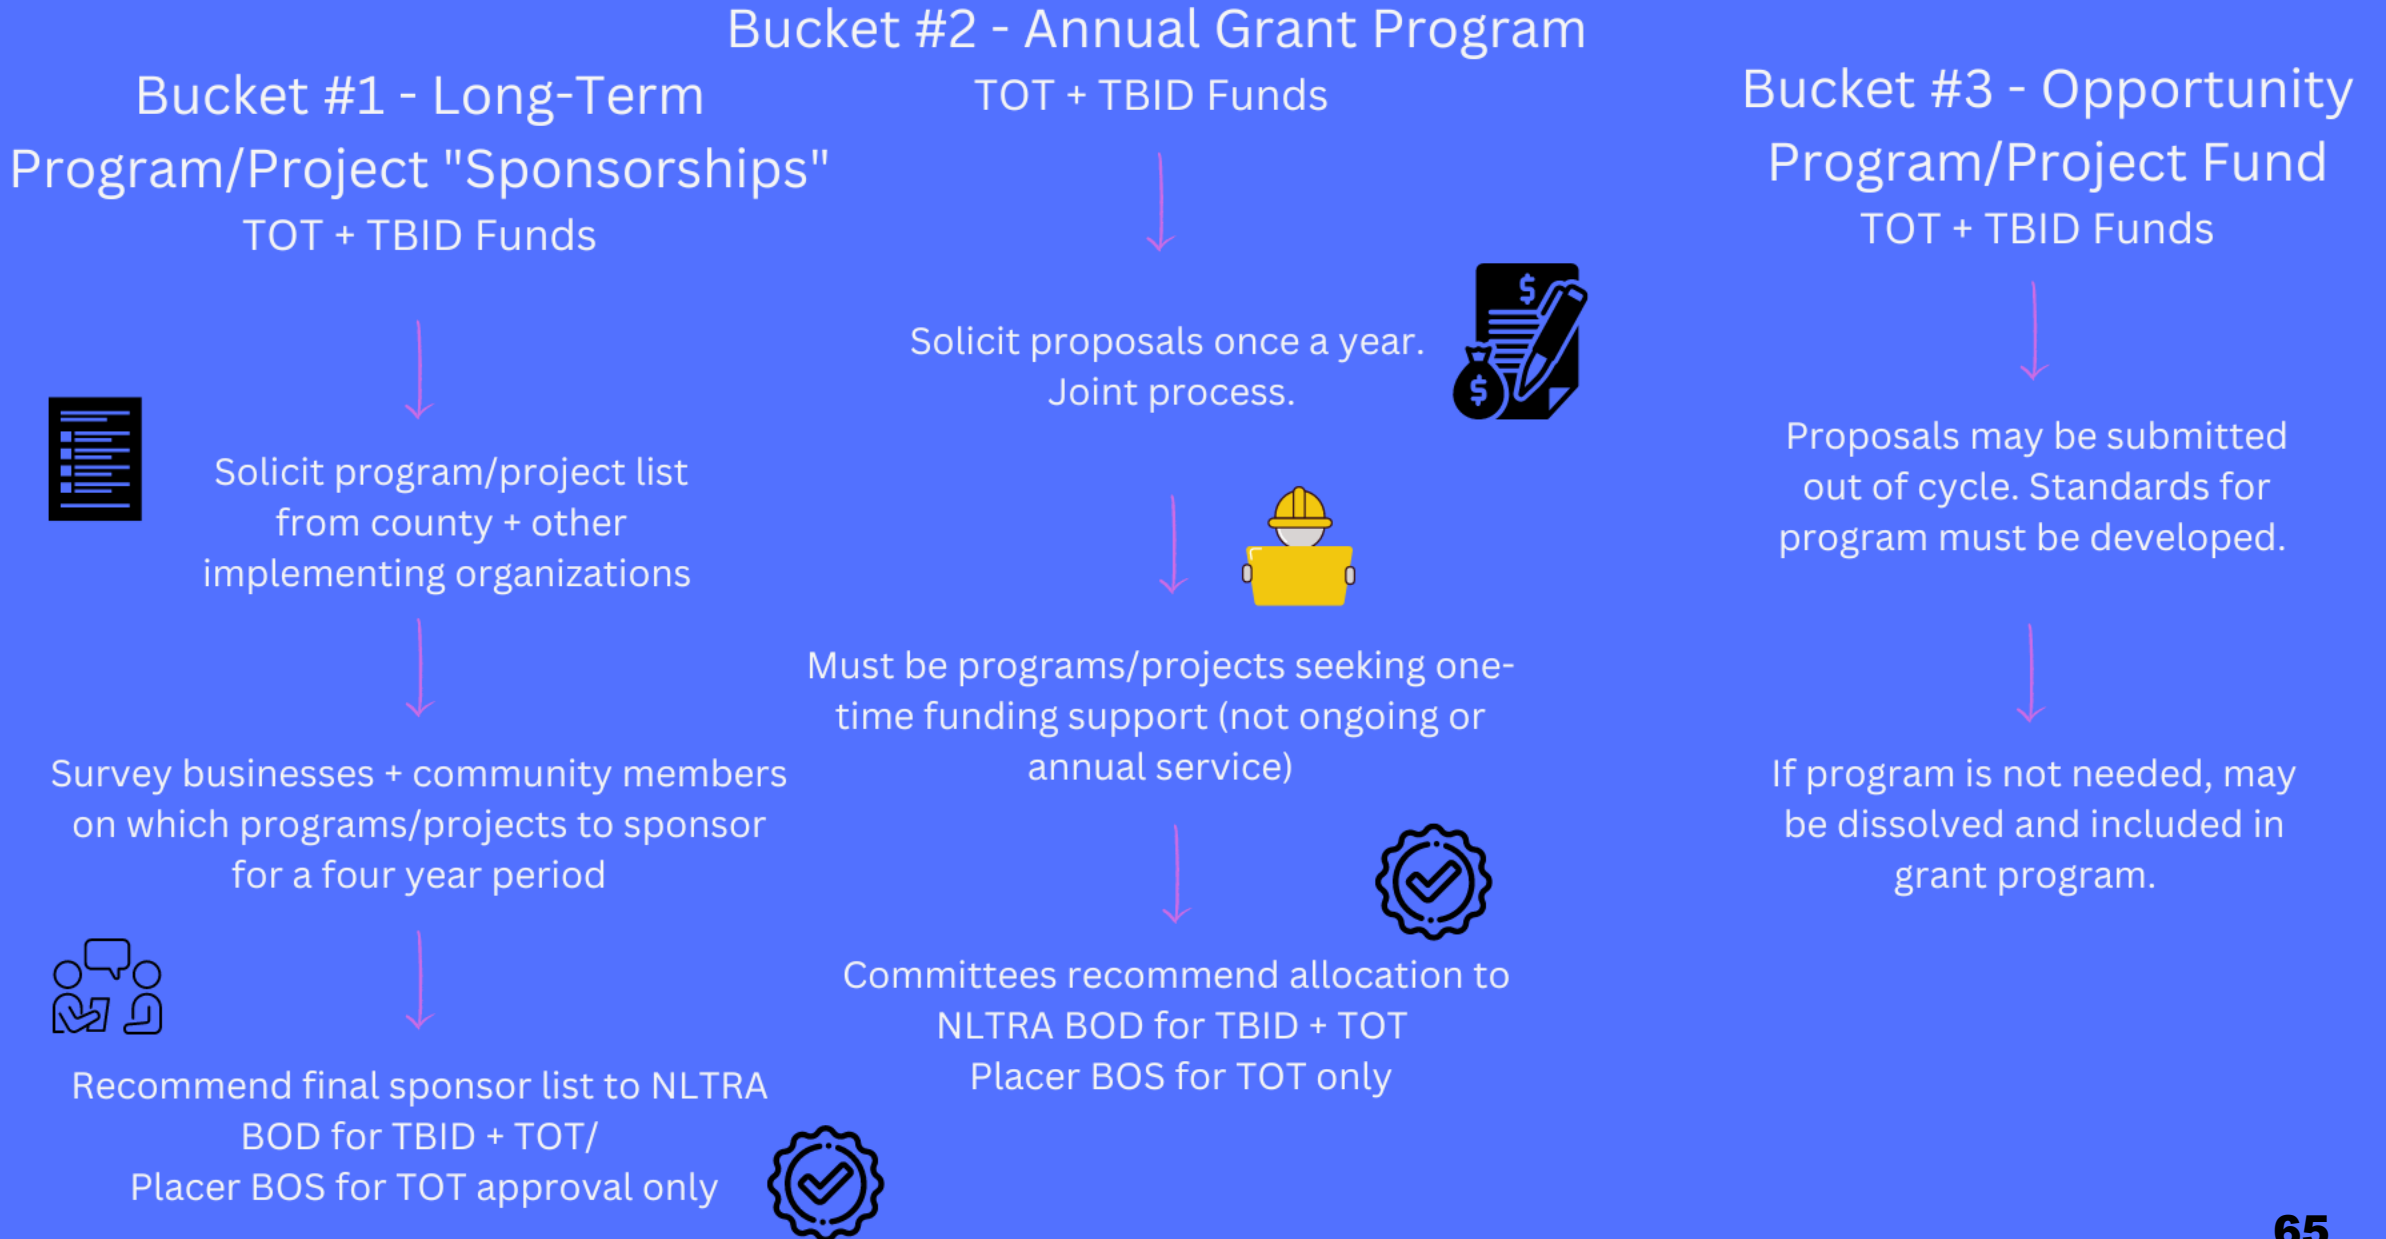 Bucket #1 - Long-Term
Program/Project "Sponsorships"
TOT + TBID Funds
Solicit program/project list
from county + other
implementing organizations
Survey businesses + community members
on which programs/projects to sponsor
for a four year period
Recommend final sponsor list to NLTRA
BOD for TBID + TOT/
Placer BOS for TOT approval only
Bucket #2 - Annual Grant Program
TOT + TBID Funds
Solicit proposals once a year.
Joint process.
$
$
Must be programs/projects seeking one-
time funding support (not ongoing or
annual service)
Committees recommend allocation to
NLTRA BOD for TBID + TOT
Placer BOS for TOT only
Bucket #3 - Opportunity
Program/Project Fund
TOT + TBID Funds
Proposals may be submitted
out of cycle. Standards for
program must be developed.
If program is not needed, may
be dissolved and included in
grant program.
65